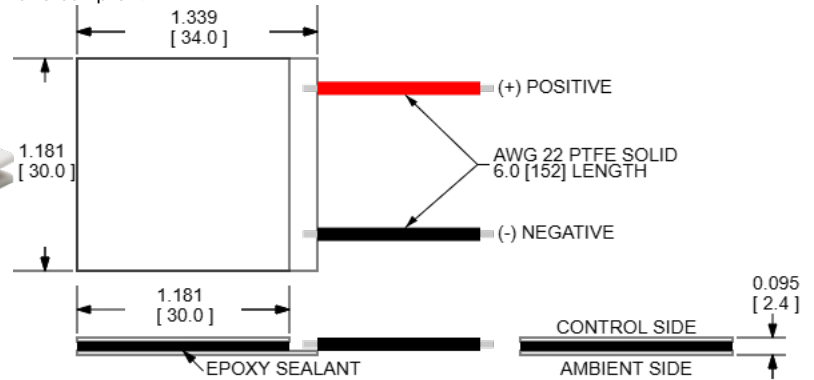 1.339
[ 34.0 ]
(+) POSITIVE
1.181
[ 30.0 ]
AWG 22 PTFE SOLID
6.0 [152] LENGTH
(-) NEGATIVE
1.181
[ 30.0 ]
0.095
[ 2.4 ]
CONTROL SIDE
EPOXY SEALANT
AMBIENT SIDE